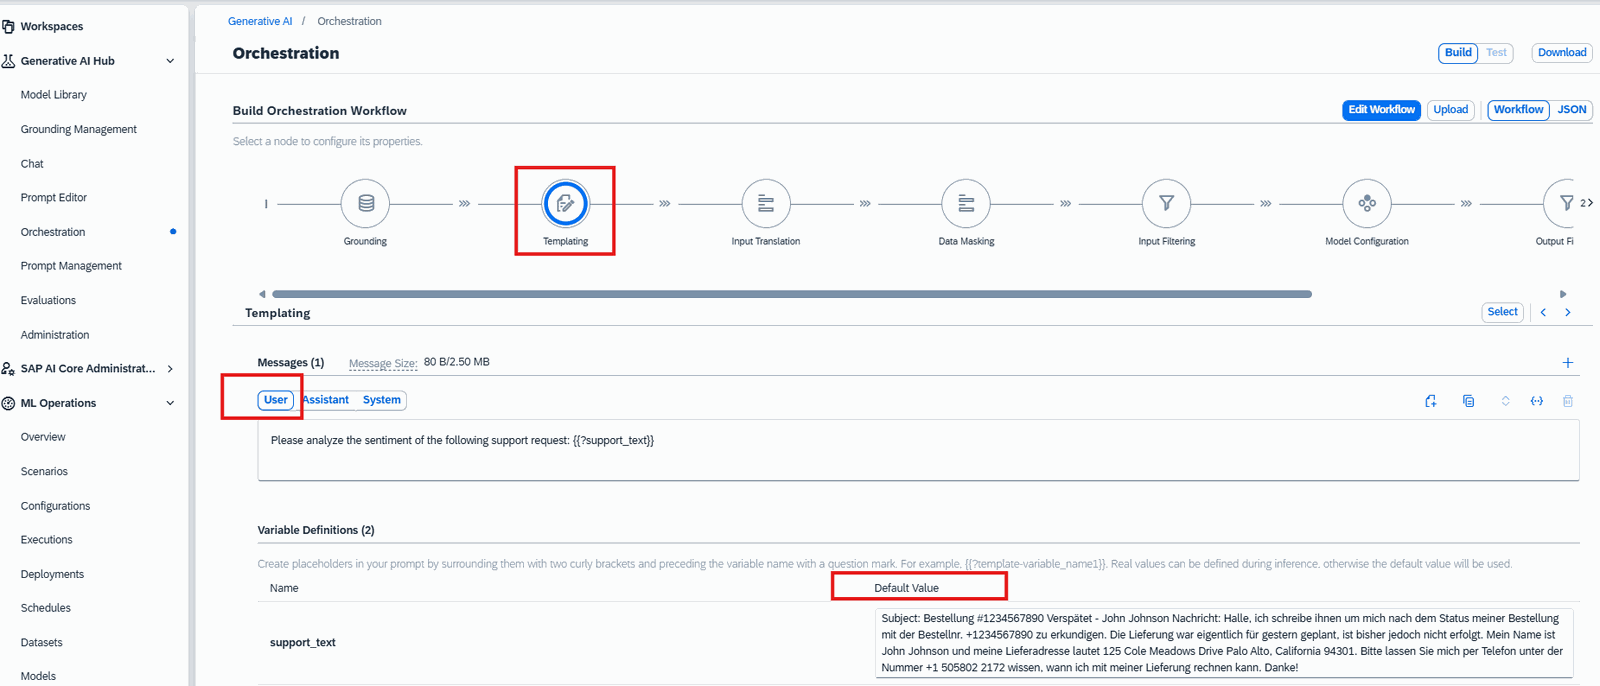 Workspaces
Generative AI Hub
Model Library
Grounding Management
Chat
Prompt Editor
Orchestration
Prompt Management
Evaluations
Administration
SAP AI Core Administrat...
ML Operations
Overview
Scenarios
Configurations
Executions
Deployments
Schedules
Datasets
Models
Generative AI / Orchestration
Orchestration
Build Test Download
Build Orchestration Workflow
Edit Workflow Upload Workflow JSON
Select a node to configure its properties.
2
Grounding Templating Input Translation Data Masking Input Filtering Model Configuration Output Fi
Templating
Select
Messages (1) Message Size: 80 B/2.50 MB
User Assistant System
Please analyze the sentiment of the following support request: {{?support_text}}
Variable Definitions (2)
Create placeholders in your prompt by surrounding them with two curly brackets and preceding the variable name with a question mark. For example, {{?template-variable_name1}}. Real values can be defined during inference, otherwise the default value will be used.
Name Default Value
support_text
Subject: Bestellung #1234567890 Verspätet - John Johnson Nachricht: Halle, ich schreibe ihnen um mich nach dem Status meiner Bestellung
mit der Bestellnr. +1234567890 zu erkundigen. Die Lieferung war eigentlich für gestern geplant, ist bisher jedoch nicht erfolgt. Mein Name ist
John Johnson und meine Lieferadresse lautet 125 Cole Meadows Drive Palo Alto, California 94301. Bitte lassen Sie mich per Telefon unter der
Nummer +1 505802 2172 wissen, wann ich mit meiner Lieferung rechnen kann. Danke!